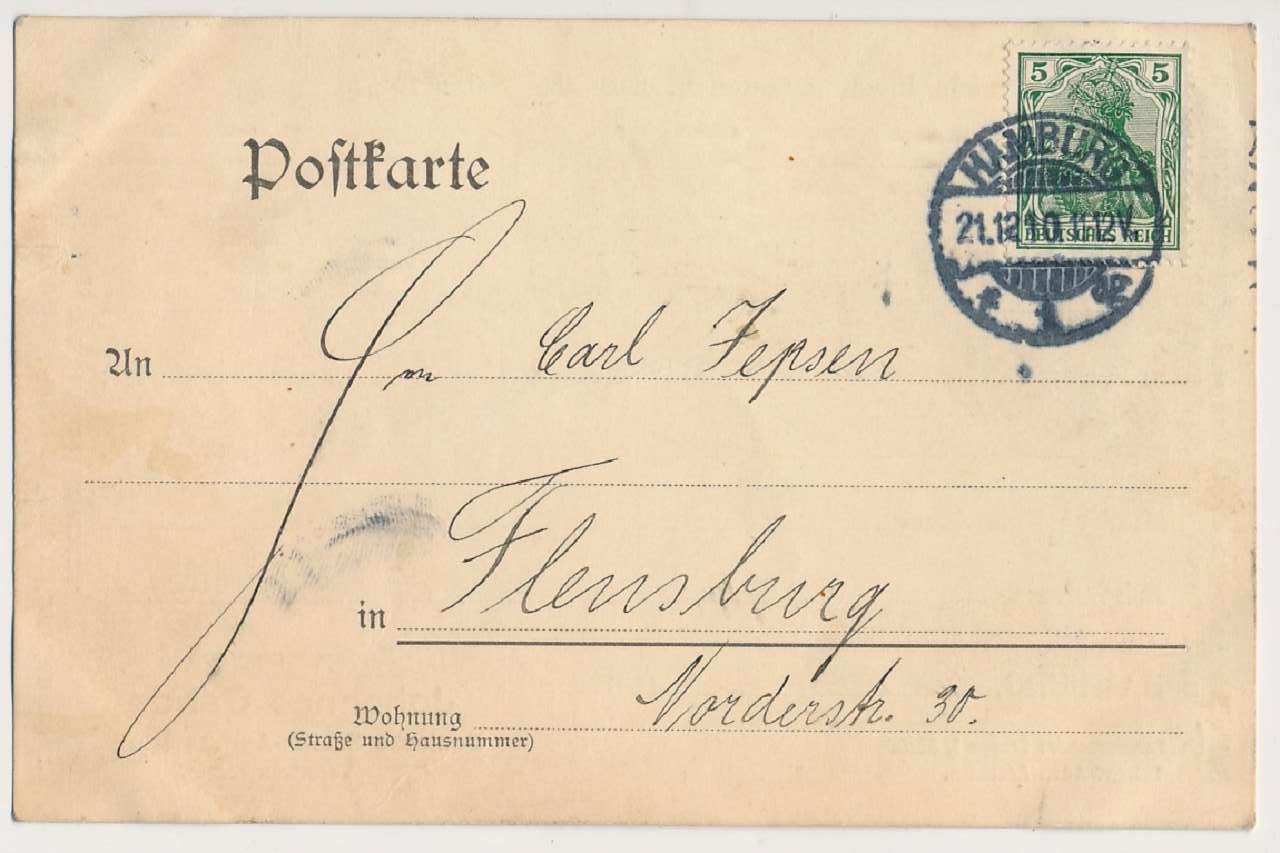 5 5
DEUTSCHES REICH
HAMBURG
21.12.10. 11-12V.
1
Postkarte
An Carl Jepsen
in Flensburg
Wohnung Norderstr. 30.
(Straße und Hausnummer)